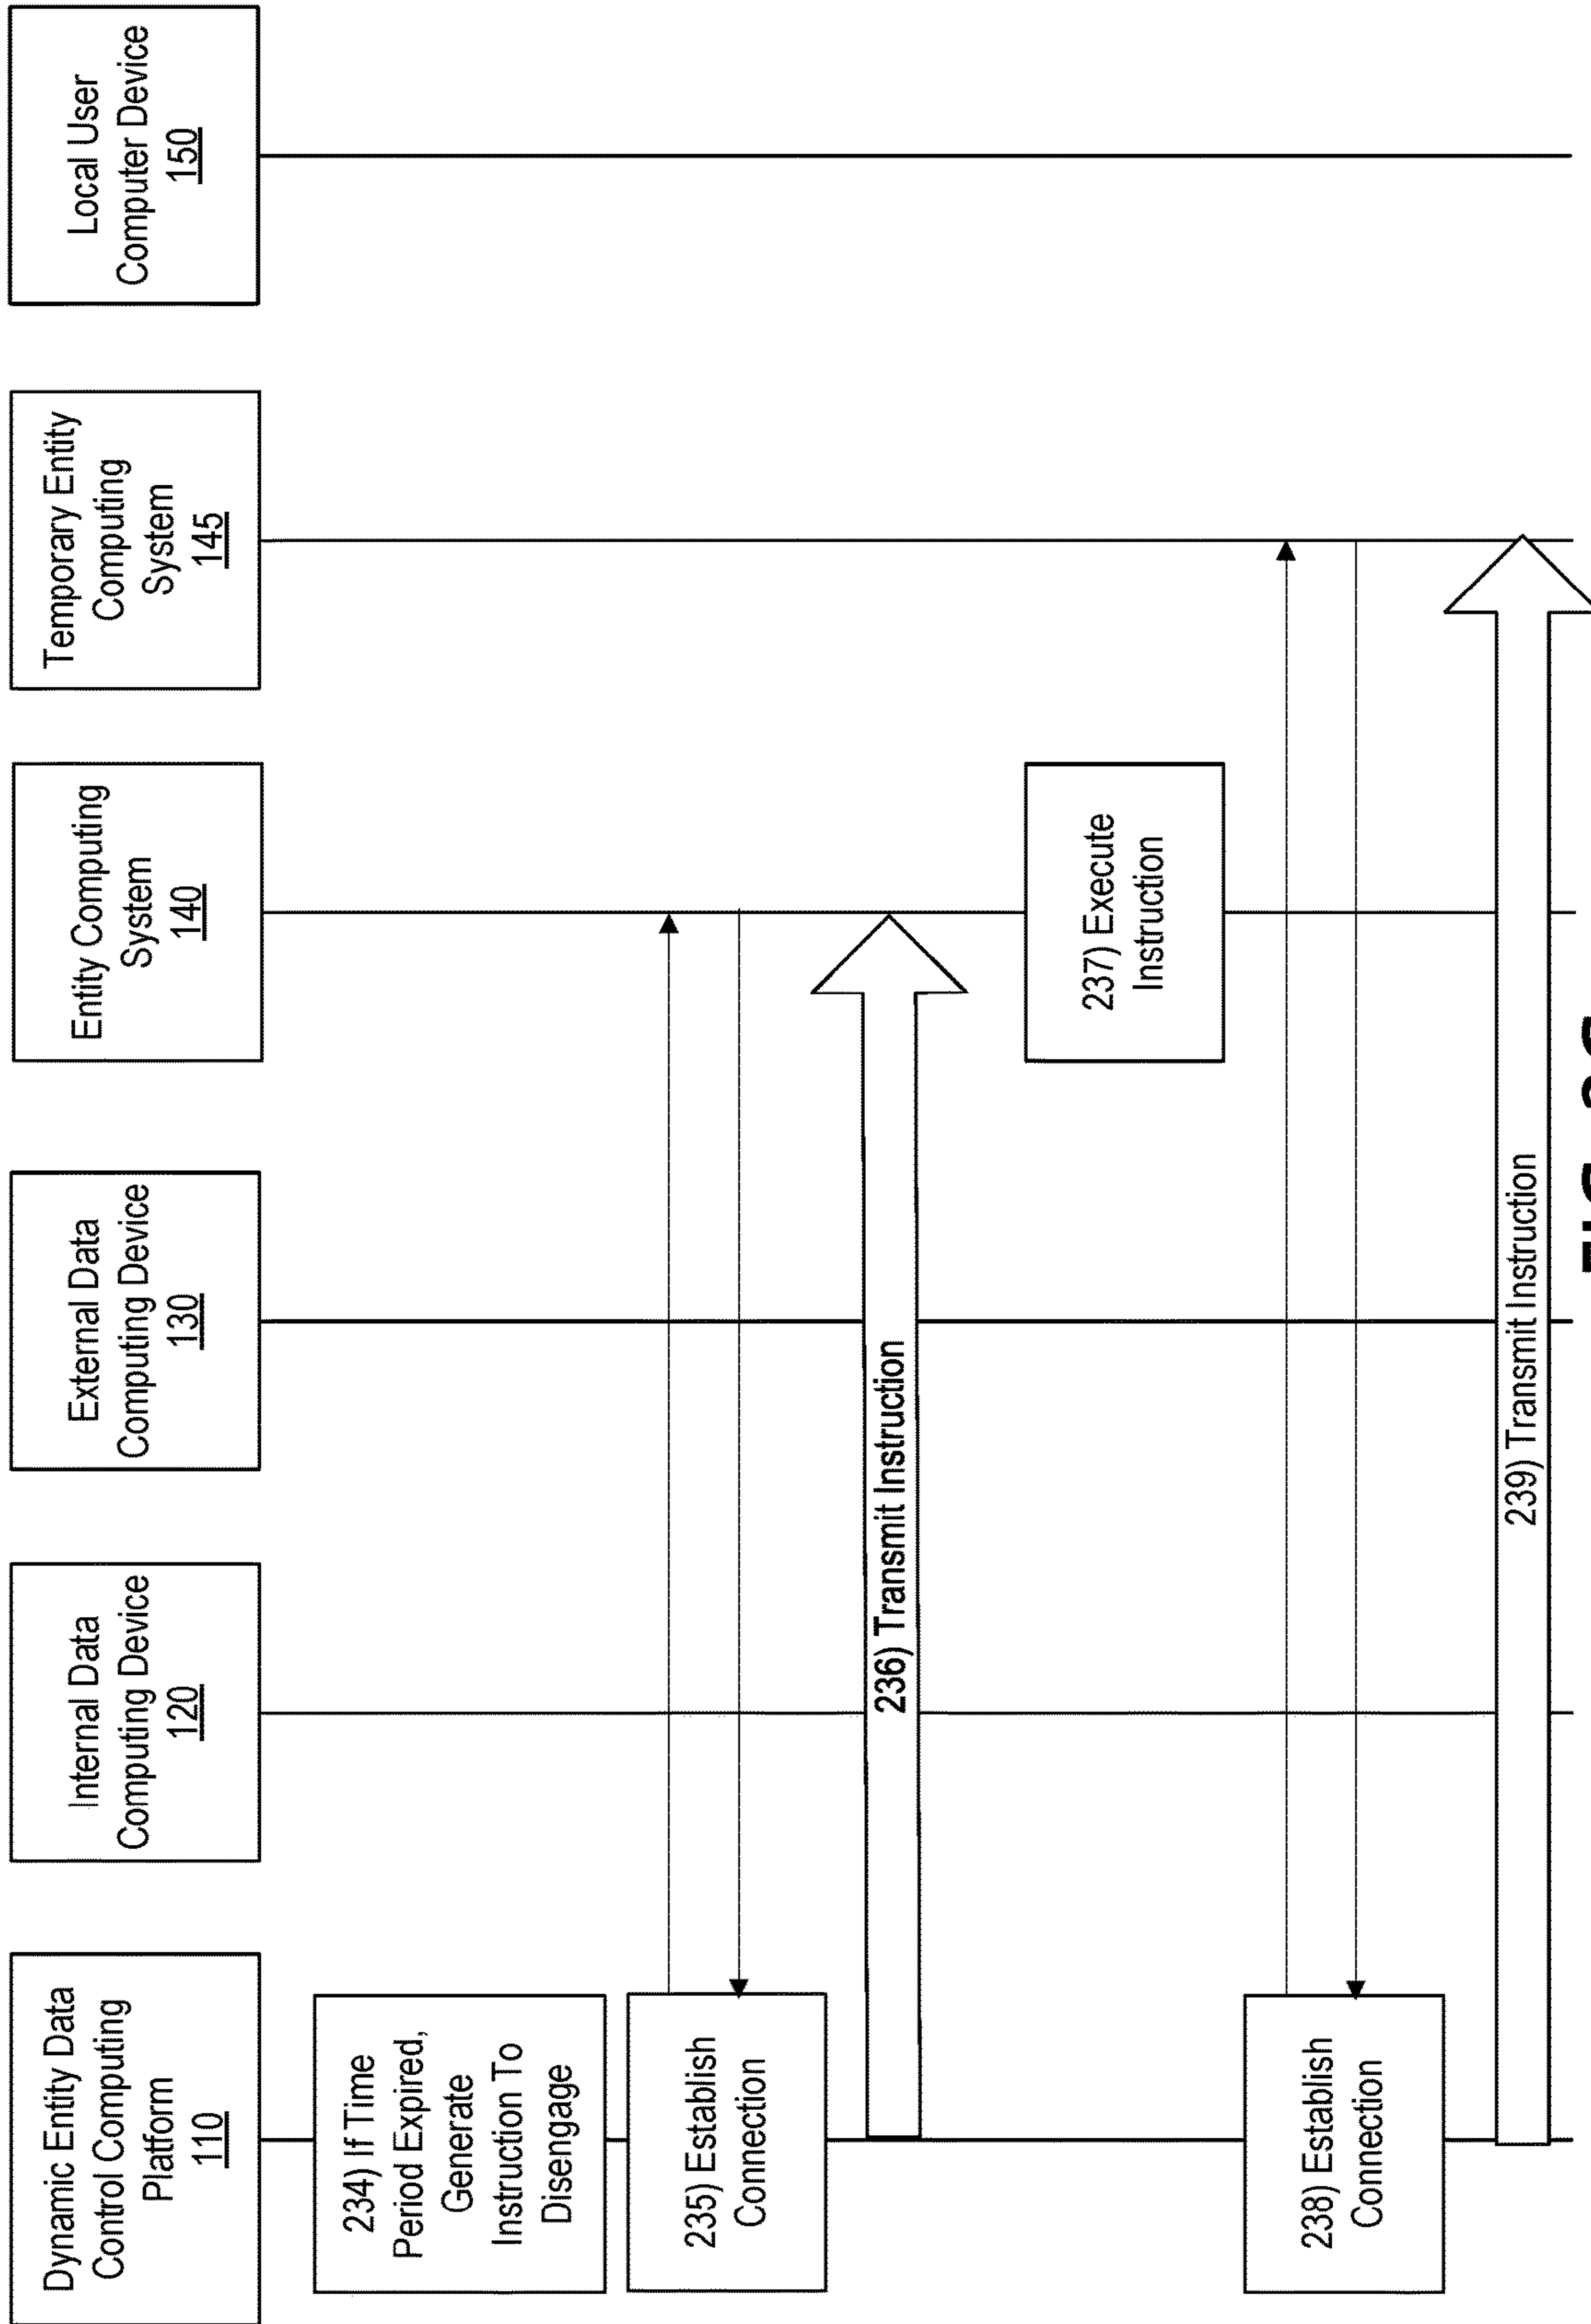 Dynamic Entity Data
Control Computing
Platform
110
Internal Data
Computing Device
120
External Data
Computing Device
130
Entity Computing
System
140
Temporary Entity
Computing
System
145
Local User
Computer Device
150
234) If Time
Period Expired,
Generate
Instruction To
Disengage
235) Establish
Connection
236) Transmit Instruction
237) Execute
Instruction
238) Establish
Connection
239) Transmit Instruction